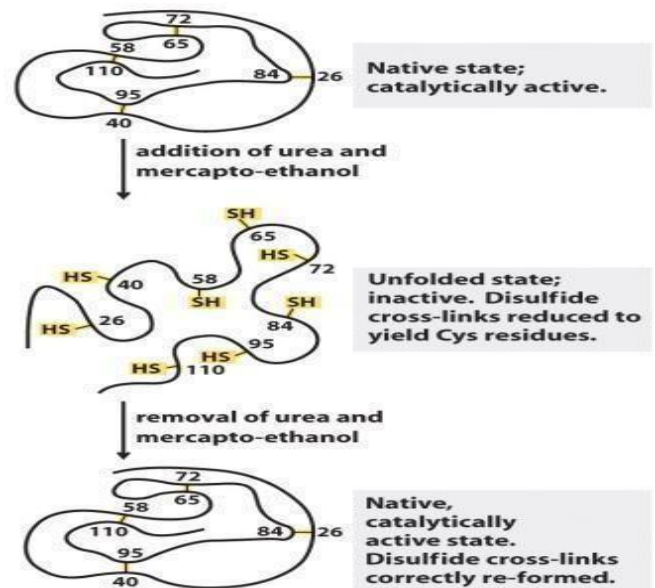 72
58
65
110
84
26
95
40
Native state;
catalytically active.
addition of urea and
mercapto-ethanol
SH
65
HS
72
HS
40
58
SH
SH
26
HS
84
HS
95
HS
110
Unfolded state;
inactive. Disulfide
cross-links reduced to
yield Cys residues.
removal of urea and
mercapto-ethanol
72
58
65
110
84
26
95
40
Native,
catalytically
active state.
Disulfide cross-links
correctly re-formed.